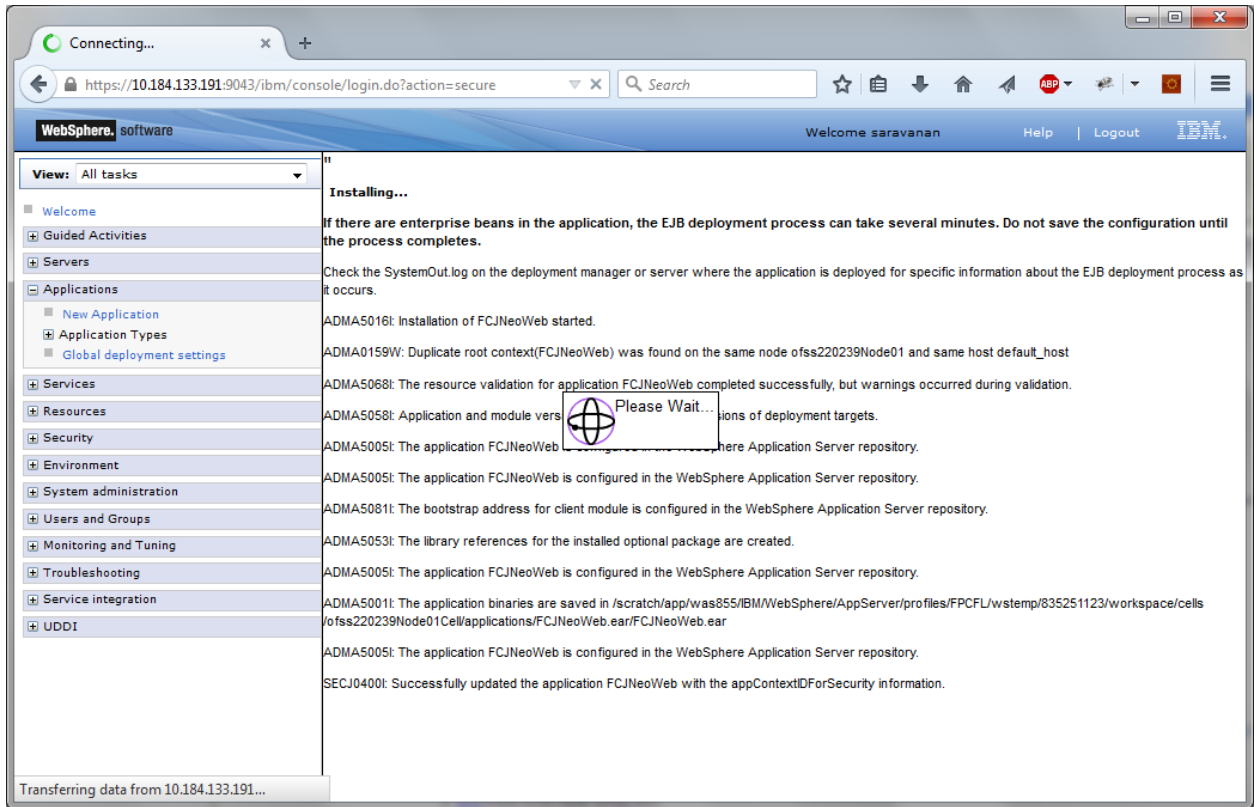 Connecting...
https://10.184.133.191:9043/ibm/console/login.do?action=secure
Search
ABP
WebSphere. software
Welcome saravanan
Help | Logout
IBM.
View: All tasks
Welcome
Guided Activities
Servers
Applications
New Application
Application Types
Global deployment settings
Services
Resources
Security
Environment
System administration
Users and Groups
Monitoring and Tuning
Troubleshooting
Service integration
UDDI
"
Installing...
If there are enterprise beans in the application, the EJB deployment process can take several minutes. Do not save the configuration until
the process completes.
Check the SystemOut.log on the deployment manager or server where the application is deployed for specific information about the EJB deployment process as
it occurs.
ADMA5016I: Installation of FCJNeoWeb started.
ADMA0159W: Duplicate root context(FCJNeoWeb) was found on the same node ofss220239Node01 and same host default_host
ADMA5068I: The resource validation for application FCJNeoWeb completed successfully, but warnings occurred during validation.
Please Wait...
ADMA5058I: Application and module vers sions of deployment targets.
ADMA5005I: The application FCJNeoWeb is configured in the WebSphere Application Server repository.
ADMA5005I: The application FCJNeoWeb is configured in the WebSphere Application Server repository.
ADMA5081I: The bootstrap address for client module is configured in the WebSphere Application Server repository.
ADMA5053I: The library references for the installed optional package are created.
ADMA5005I: The application FCJNeoWeb is configured in the WebSphere Application Server repository.
ADMA5001I: The application binaries are saved in /scratch/app/was855/IBM/WebSphere/AppServer/profiles/FPCFL/wstemp/835251123/workspace/cells
/ofss220239Node01Cell/applications/FCJNeoWeb.ear/FCJNeoWeb.ear
ADMA5005I: The application FCJNeoWeb is configured in the WebSphere Application Server repository.
SECJ0400I: Successfully updated the application FCJNeoWeb with the appContextIDForSecurity information.
Transferring data from 10.184.133.191...